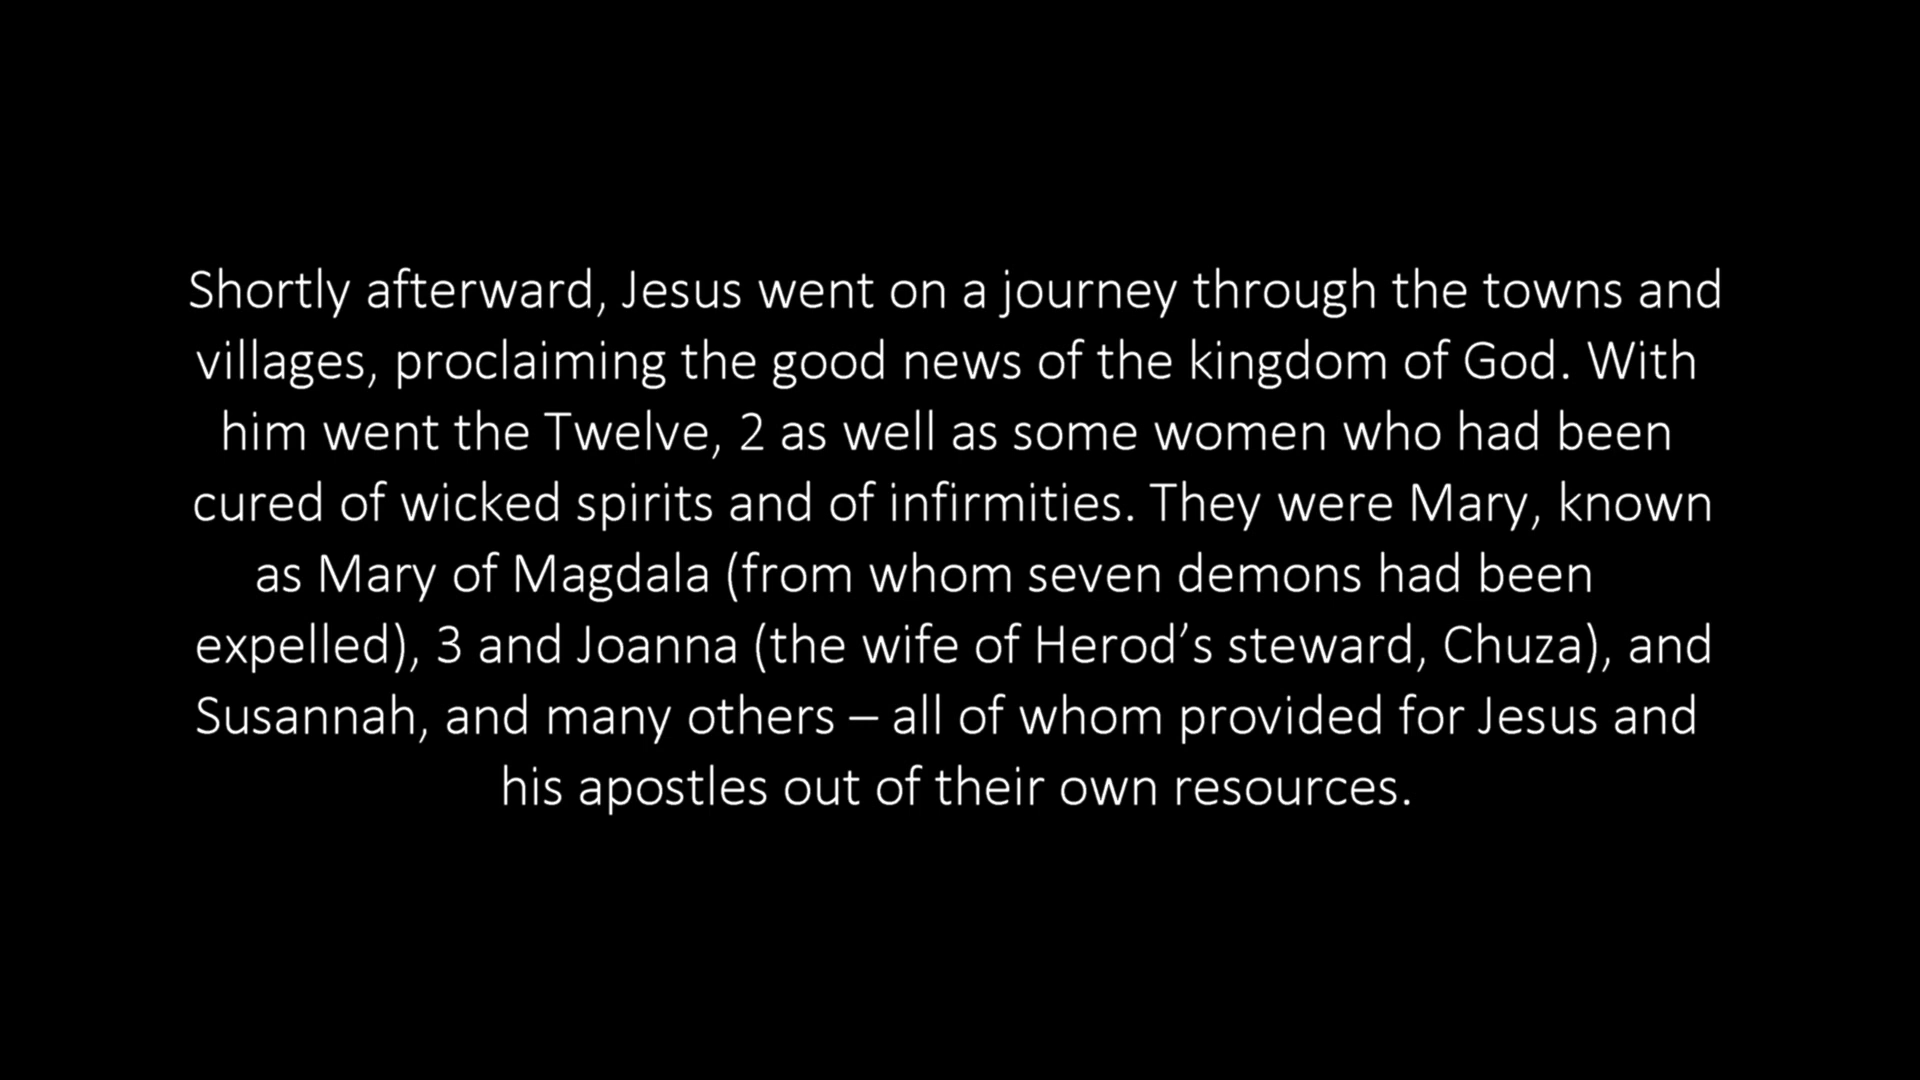 Shortly afterward, Jesus went on a journey through the towns and
villages, proclaiming the good news of the kingdom of God. With
him went the Twelve, 2 as well as some women who had been
cured of wicked spirits and of infirmities. They were Mary, known
as Mary of Magdala (from whom seven demons had been
expelled), 3 and Joanna (the wife of Herod’s steward, Chuza), and
Susannah, and many others – all of whom provided for Jesus and
his apostles out of their own resources.